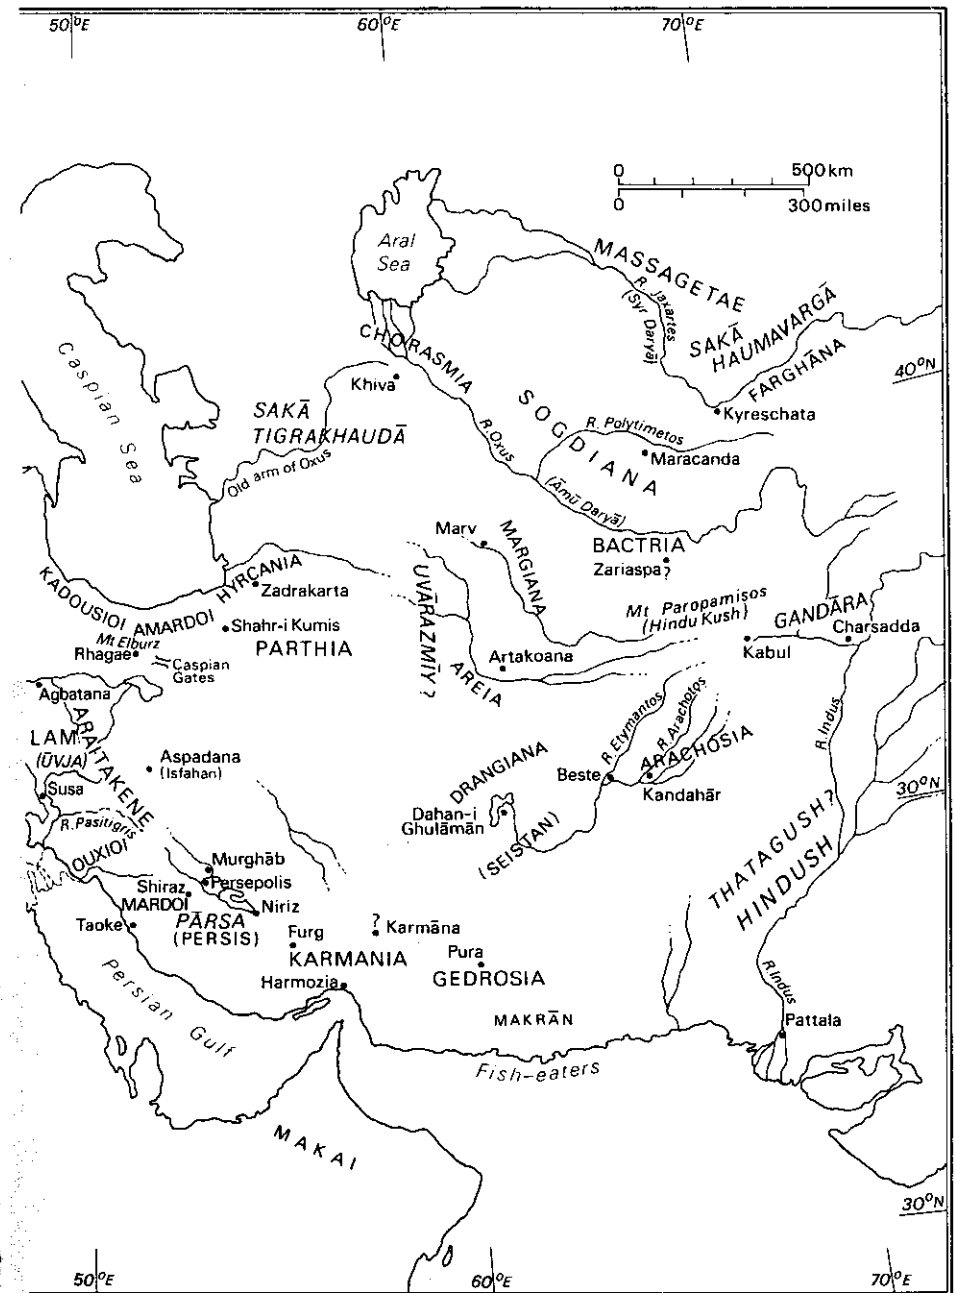 50°E
60°E
70°E
0
500km
0
300miles
Aral
Sea
MASSAGETAE
R. Jaxartes
(Syr Daryā)
SAKĀ
HAUMAVARGĀ
FARGHĀNA
40°N
Caspian Sea
CHORASMIA
Khiva
Kyreschata
SAKĀ
TIGRAKHAUDĀ
SOGDIANA
R. Polytimetos
Maracanda
R.Oxus
Old arm of Oxus
(Āmū Daryā)
Marv
MARGIANA
BACTRIA
Zariaspa?
HYRCANIA
KADOUSIOI
AMARDOI
Zadrakarta
UVĀRAZMIY?
Mt Paropamisos
(Hindu Kush)
GANDĀRA
Charsadda
Shahr-i Kumis
PARTHIA
Mt Elburz
Rhagae
Caspian
Gates
Kabul
Artakoana
AREIA
Agbatana
ARAITAKENE
R. Etymantos
R. Arachotos
ARACHOSIA
R.Indus
LAM
(ŪVJA)
Aspadana
(Isfahan)
Susa
DRANGIANA
Beste
Kandahār
30°N
Dahan-i
Ghulāmān
(SEISTAN)
THATAGUSH?
HINDUSH
R.Pasitigris
OUXIOI
Murghāb
Persepolis
Shiraz
MARDOI
Niriz
PĀRSA
(PERSIS)
Taoke
? Karmāna
Furg
KARMANIA
Pura
GEDROSIA
Harmozia
R.Indus
Persian Gulf
MAKRĀN
Pattala
Fish-eaters
MAKAI
30°N
50°E
60°E
70°E